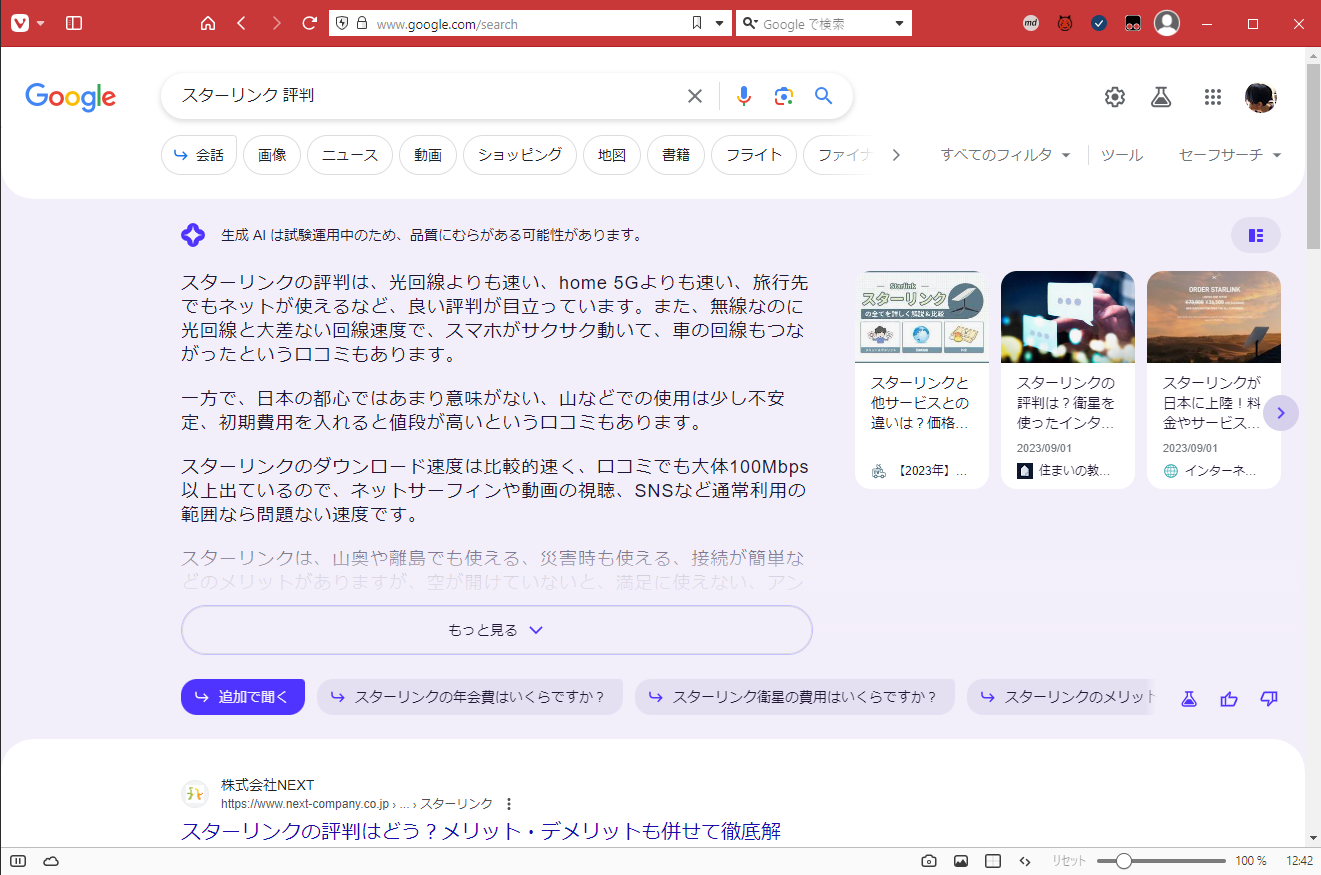 www.google.com/search
Google で検索
md
Google
スターリンク 評判
会話
画像
ニュース
動画
ショッピング
地図
書籍
フライト
ファイナ
すべてのフィルタ
ツール
セーフサーチ
生成 AI は試験運用中のため、品質にむらがある可能性があります。
スターリンクの評判は、光回線よりも速い、home 5Gよりも速い、旅行先
でもネットが使えるなど、良い評判が目立っています。また、無線なのに
光回線と大差ない回線速度で、スマホがサクサク動いて、車の回線もつな
がったという口コミもあります。
一方で、日本の都心ではあまり意味がない、山などでの使用は少し不安
定、初期費用を入れると値段が高いという口コミもあります。
スターリンクのダウンロード速度は比較的速く、口コミでも大体100Mbps
以上出ているので、ネットサーフィンや動画の視聴、SNSなど通常利用の
範囲なら問題ない速度です。
スターリンクは、山奥や離島でも使える、災害時も使える、接続が簡単な
どのメリットがありますが、空が開けていないと、満足に使えない、アン
もっと見る
Starlink
スターリンク
の全てを詳しく解説&比較
スターリンクと
他サービスとの
違いは？価格...
【2023年】...
スターリンクの
評判は？衛星を
使ったインタ...
2023/09/01
住まいの教...
ORDER STARLINK
スターリンクが
日本に上陸！料
金やサービス...
2023/09/01
インターネ...
追加で聞く
スターリンクの年会費はいくらですか？
スターリンク衛星の費用はいくらですか？
スターリンクのメリット
株式会社NEXT
https://www.next-company.co.jp › ... › スターリンク
スターリンクの評判はどう？メリット・デメリットも併せて徹底解
リセット
100 %
12:42